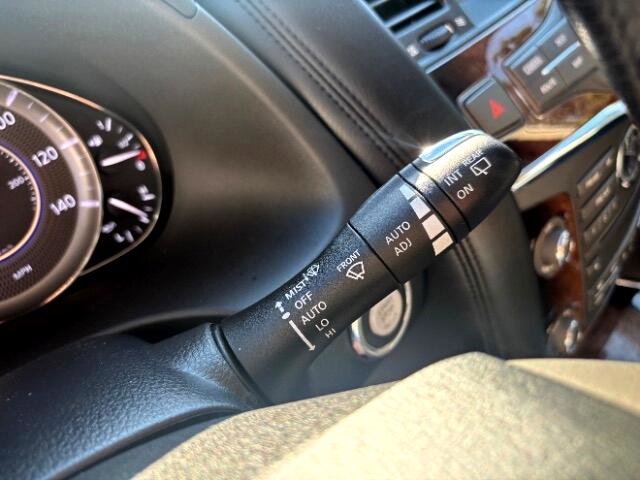 120
140
MPH
MIST
OFF
AUTO
LO
HI
FRONT
AUTO
ADJ
INT
ON
REAR